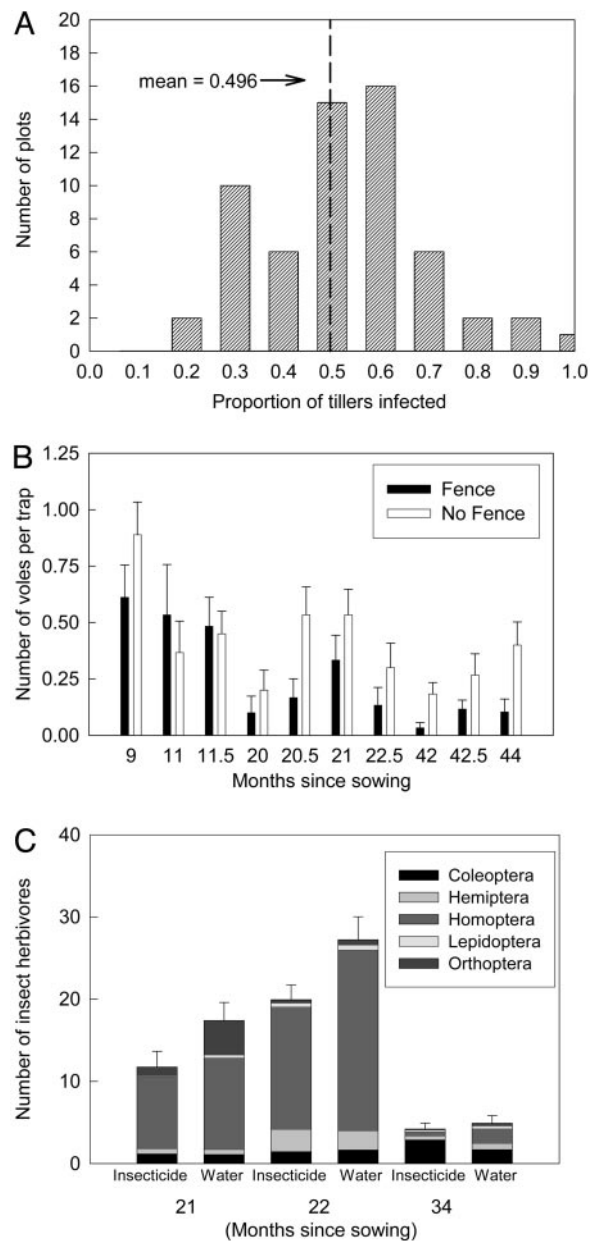 A
20
18
16
14
12
10
8
6
4
2
0
mean = 0.496
Number of plots
0.0 0.1 0.2 0.3 0.4 0.5 0.6 0.7 0.8 0.9 1.0
Proportion of tillers infected
B
1.25
1.00
0.75
0.50
0.25
0.00
Number of voles per trap
Fence
No Fence
9 11 11.5 20 20.5 21 22.5 42 42.5 44
Months since sowing
C
40
30
20
10
0
Number of insect herbivores
Coleoptera
Hemiptera
Homoptera
Lepidoptera
Orthoptera
Insecticide Water Insecticide Water Insecticide Water
21 22 34
(Months since sowing)